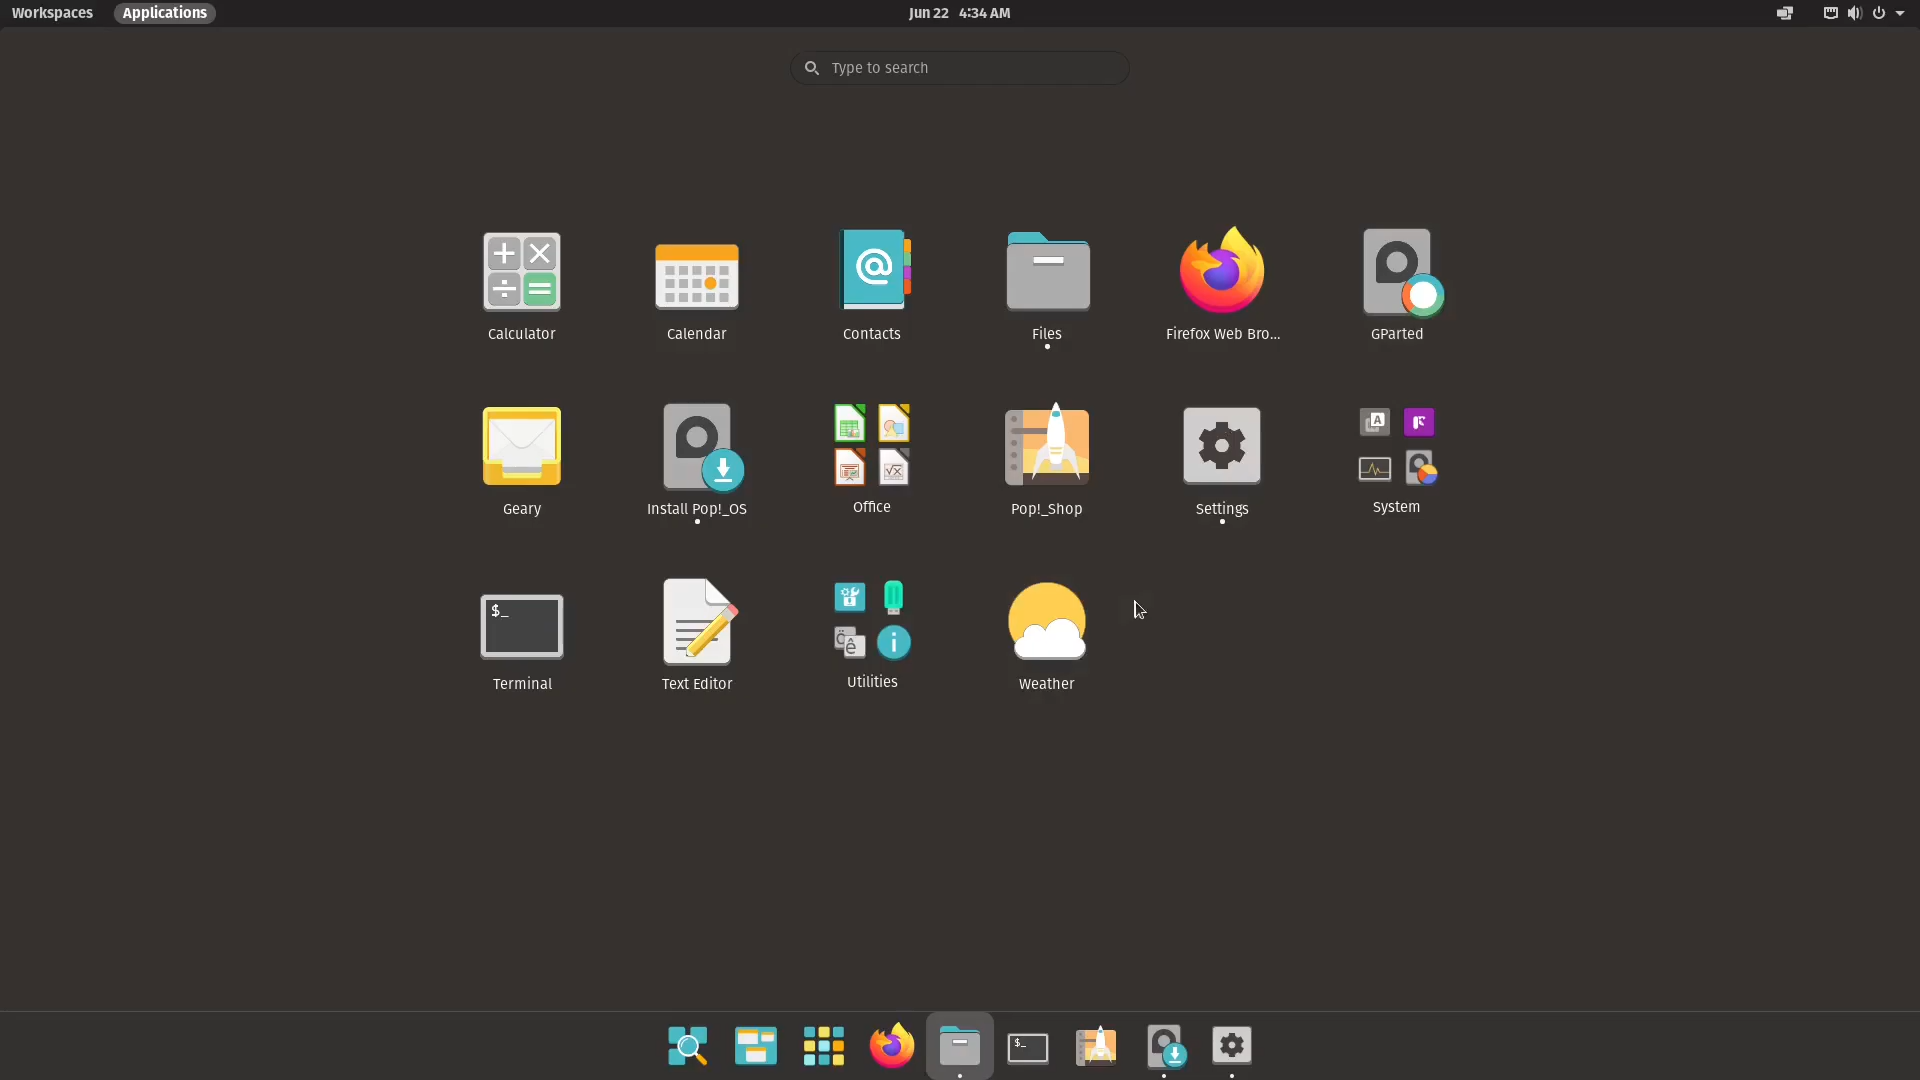 Workspaces Applications Jun 22 4:34 AM
Type to search
Calculator Calendar Contacts Files Firefox Web Bro... GParted
Geary Install Pop!_OS Office Pop!_Shop Settings System
$_
Terminal Text Editor Utilities Weather
$_